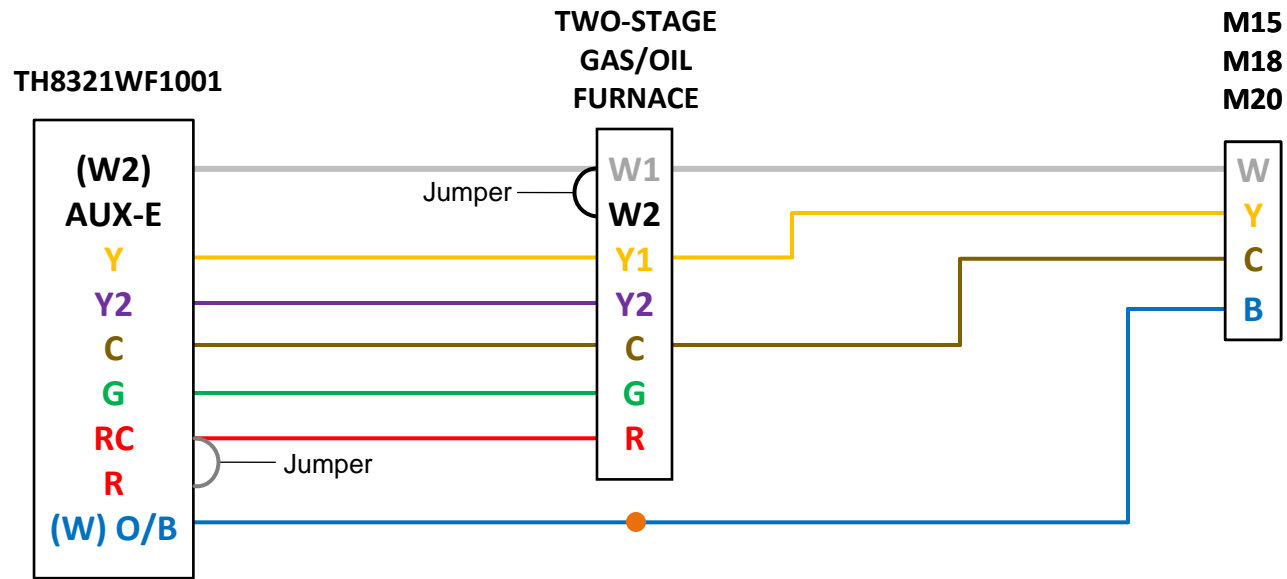 TH8321WF1001
(W2)
AUX-E
Y
Y2
C
G
RC
R
(W) O/B
Jumper
Jumper
TWO-STAGE
GAS/OIL
FURNACE
W1
W2
Y1
Y2
C
G
R
M15
M18
M20
W
Y
C
B